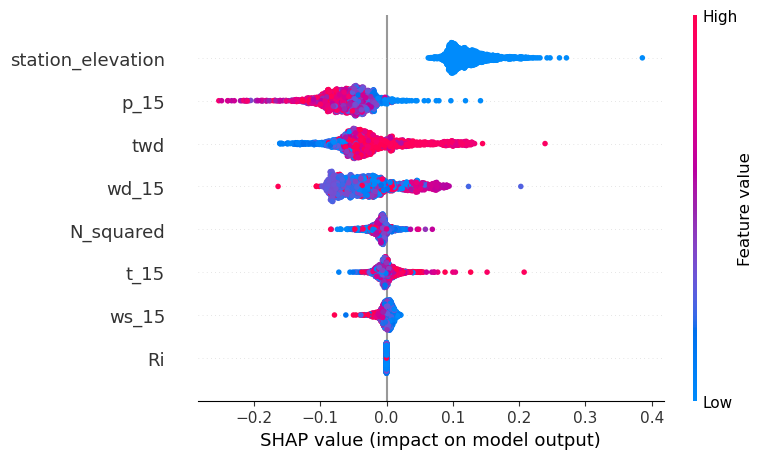 High
station_elevation
p_15
twd
wd_15
N_squared
t_15
ws_15
Ri
Feature value
Low
−0.2 −0.1 0.0 0.1 0.2 0.3 0.4
SHAP value (impact on model output)